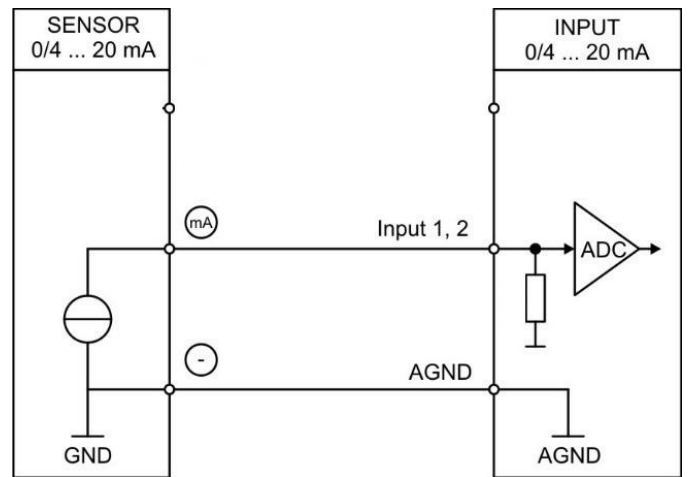 SENSOR
0/4 ... 20 mA
INPUT
0/4 ... 20 mA
mA
Input 1, 2
ADC
-
AGND
GND
AGND